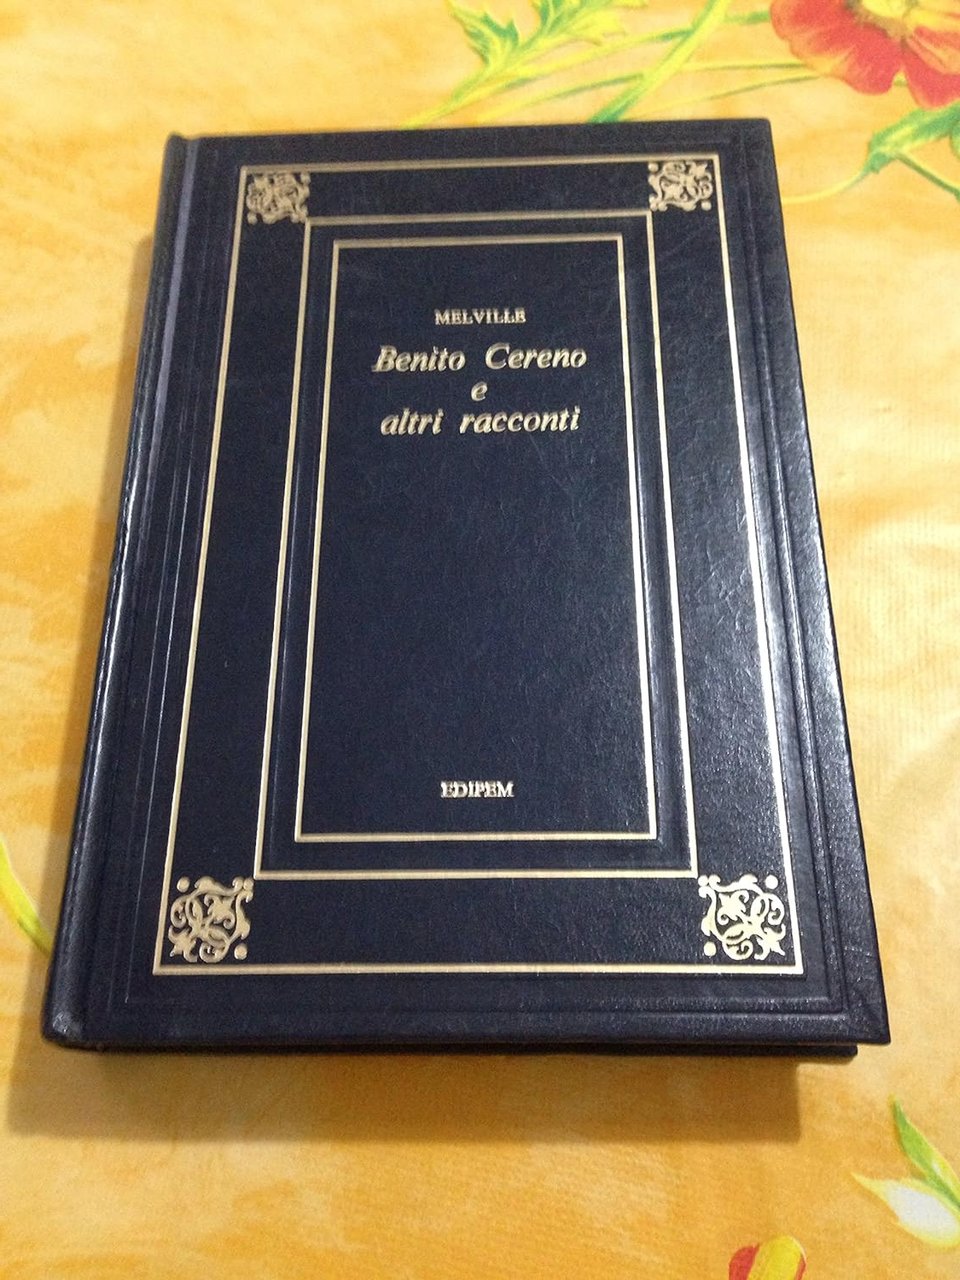 MELVILLE
Benito Cereno
e
altri racconti
EDIPEM